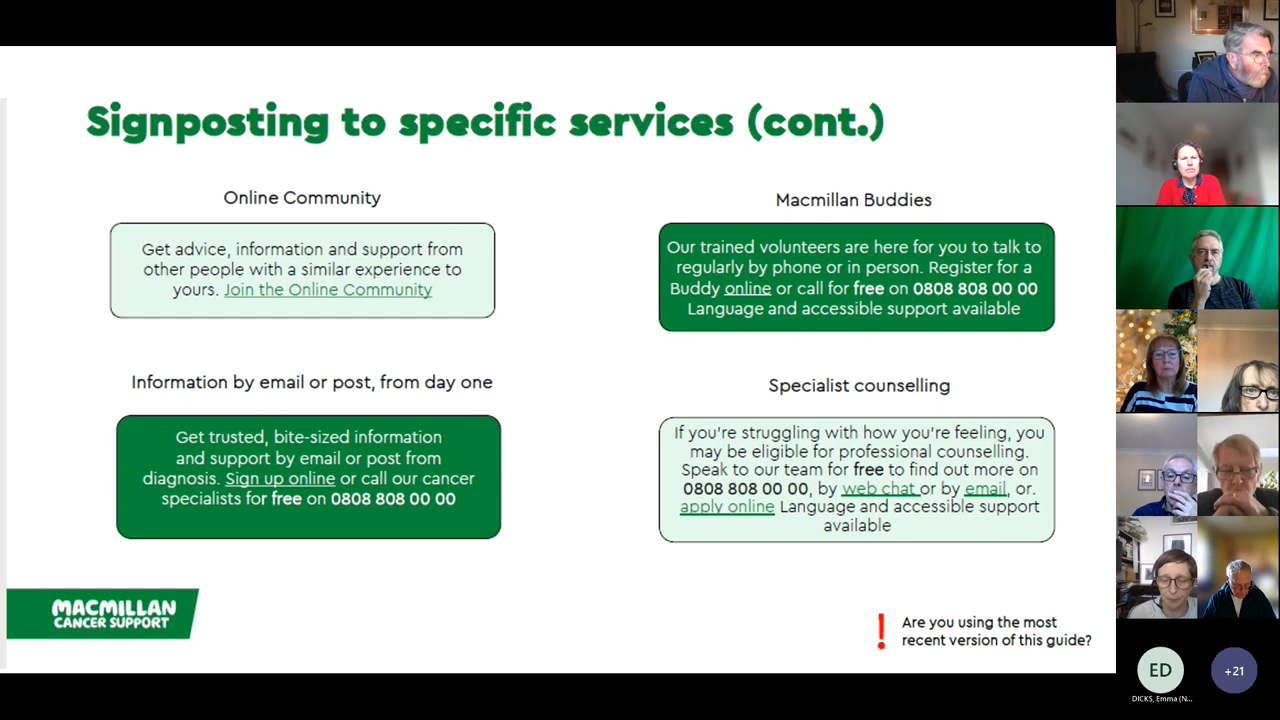 Signposting to specific services (cont.)
Online Community
Get advice, information and support from
other people with a similar experience to
yours. Join the Online Community
Macmillan Buddies
Our trained volunteers are here for you to talk to
regularly by phone or in person. Register for a
Buddy online or call for free on 0808 808 00 00
Language and accessible support available
Information by email or post, from day one
Get trusted, bite-sized information
and support by email or post from
diagnosis. Sign up online or call our cancer
specialists for free on 0808 808 00 00
Specialist counselling
If you're struggling with how you're feeling, you
may be eligible for professional counselling.
Speak to our team for free to find out more on
0808 808 00 00, by web chat or by email, or.
apply online Language and accessible support
available
MACMILLAN
CANCER SUPPORT
! Are you using the most
recent version of this guide?
ED
+21
DICKS, Emma (N...